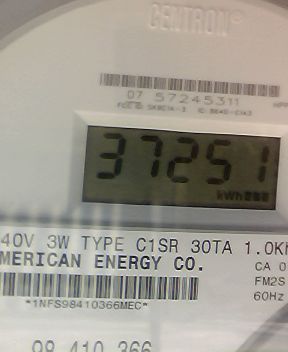 CENTRON®
07 57245311
37251
kWh
40V 3W TYPE C1SR 30TA 1.0K
MERICAN ENERGY CO.
CA 0
FM2S
*1NFS98410366MEC*
60Hz
98 410 366